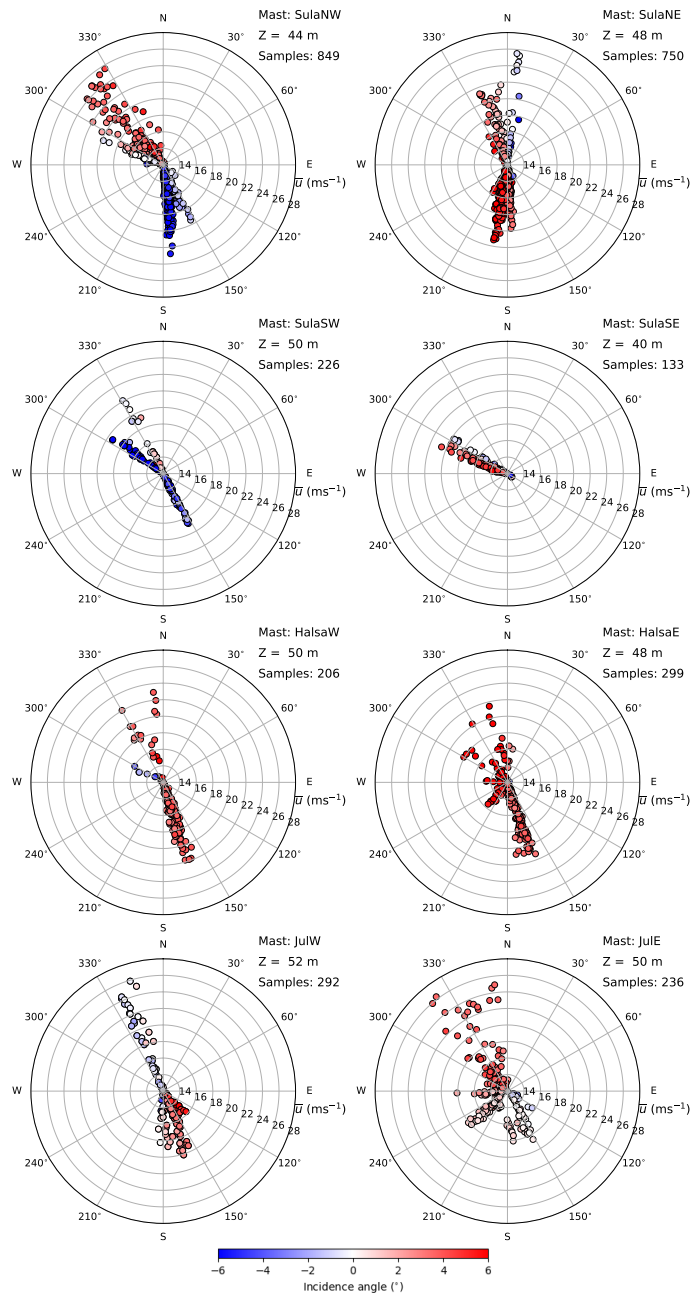 N
Mast: SulaNW
Z = 44 m
Samples: 849
330°
30°
300°
60°
W
E
14 16 18 20 22 24 26 28
u̅ (ms⁻¹)
240°
120°
210°
150°
S
N
Mast: SulaNE
Z = 48 m
Samples: 750
330°
30°
300°
60°
W
E
14 16 18 20 22 24 26 28
u̅ (ms⁻¹)
240°
120°
210°
150°
S
N
Mast: SulaSW
Z = 50 m
Samples: 226
330°
30°
300°
60°
W
E
14 16 18 20 22 24 26 28
u̅ (ms⁻¹)
240°
120°
210°
150°
S
N
Mast: SulaSE
Z = 40 m
Samples: 133
330°
30°
300°
60°
W
E
14 16 18 20 22 24 26 28
u̅ (ms⁻¹)
240°
120°
210°
150°
S
N
Mast: HalsaW
Z = 50 m
Samples: 206
330°
30°
300°
60°
W
E
14 16 18 20 22 24 26 28
u̅ (ms⁻¹)
240°
120°
210°
150°
S
N
Mast: HalsaE
Z = 48 m
Samples: 299
330°
30°
300°
60°
W
E
14 16 18 20 22 24 26 28
u̅ (ms⁻¹)
240°
120°
210°
150°
S
N
Mast: JulW
Z = 52 m
Samples: 292
330°
30°
300°
60°
W
E
14 16 18 20 22 24 26 28
u̅ (ms⁻¹)
240°
120°
210°
150°
S
N
Mast: JulE
Z = 50 m
Samples: 236
330°
30°
300°
60°
W
E
14 16 18 20 22 24 26 28
u̅ (ms⁻¹)
240°
120°
210°
150°
S
−6 −4 −2 0 2 4 6
Incidence angle (°)